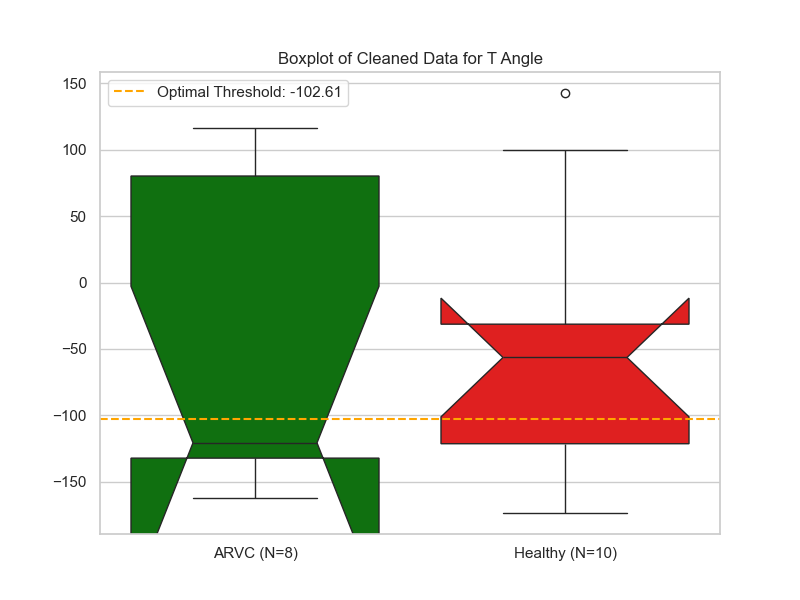 Boxplot of Cleaned Data for T Angle
Optimal Threshold: -102.61
150
100
50
0
−50
−100
−150
ARVC (N=8)
Healthy (N=10)